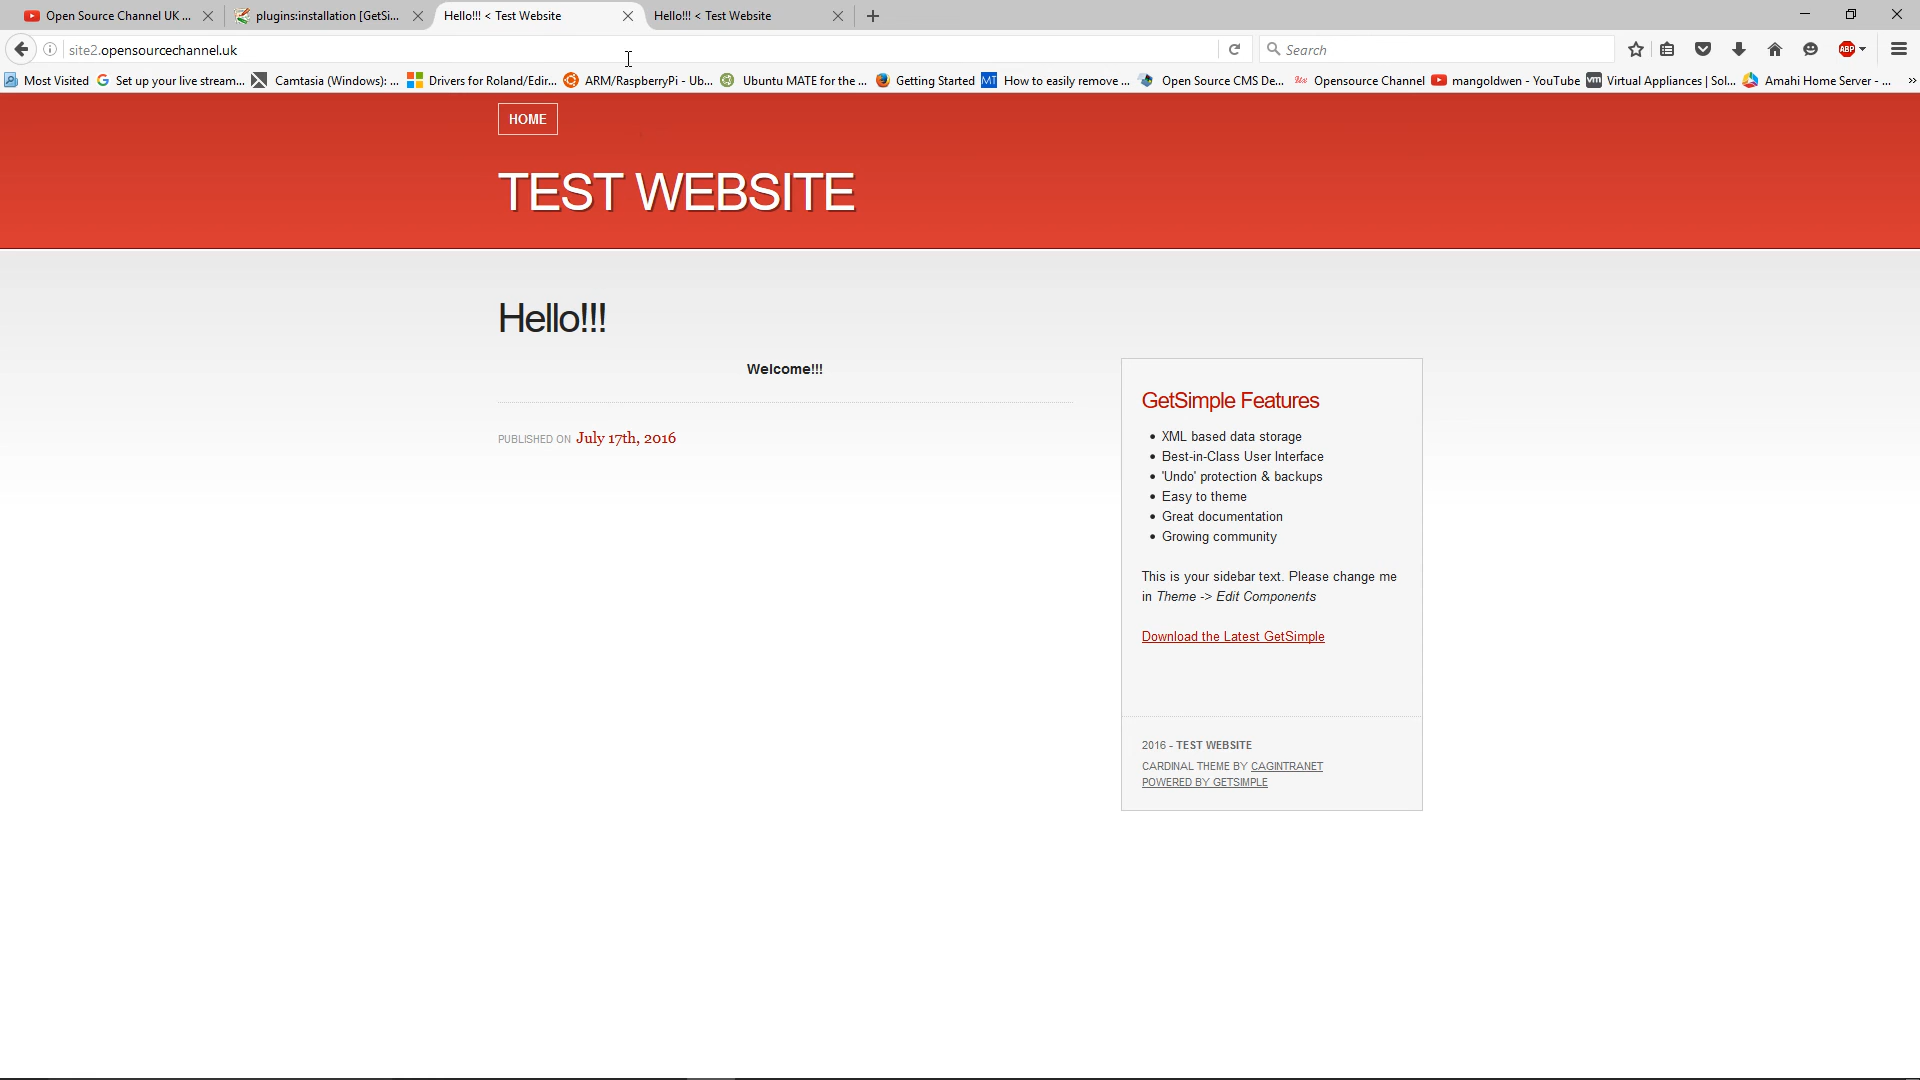 Open Source Channel UK ...
plugins:installation [GetSi...
Hello!!! < Test Website
Hello!!! < Test Website
site2.opensourcechannel.uk
Search
ABP
Most Visited
Set up your live stream...
Camtasia (Windows): ...
Drivers for Roland/Edir...
ARM/RaspberryPi - Ub...
Ubuntu MATE for the ...
Getting Started
MT
How to easily remove ...
Open Source CMS De...
Opensource Channel
mangoldwen - YouTube
vm
Virtual Appliances | Sol...
Amahi Home Server - ...
HOME
TEST WEBSITE
Hello!!!
Welcome!!!
PUBLISHED ON July 17th, 2016
GetSimple Features
• XML based data storage
• Best-in-Class User Interface
• 'Undo' protection & backups
• Easy to theme
• Great documentation
• Growing community
This is your sidebar text. Please change me
in Theme -> Edit Components
Download the Latest GetSimple
2016 - TEST WEBSITE
CARDINAL THEME BY CAGINTRANET
POWERED BY GETSIMPLE